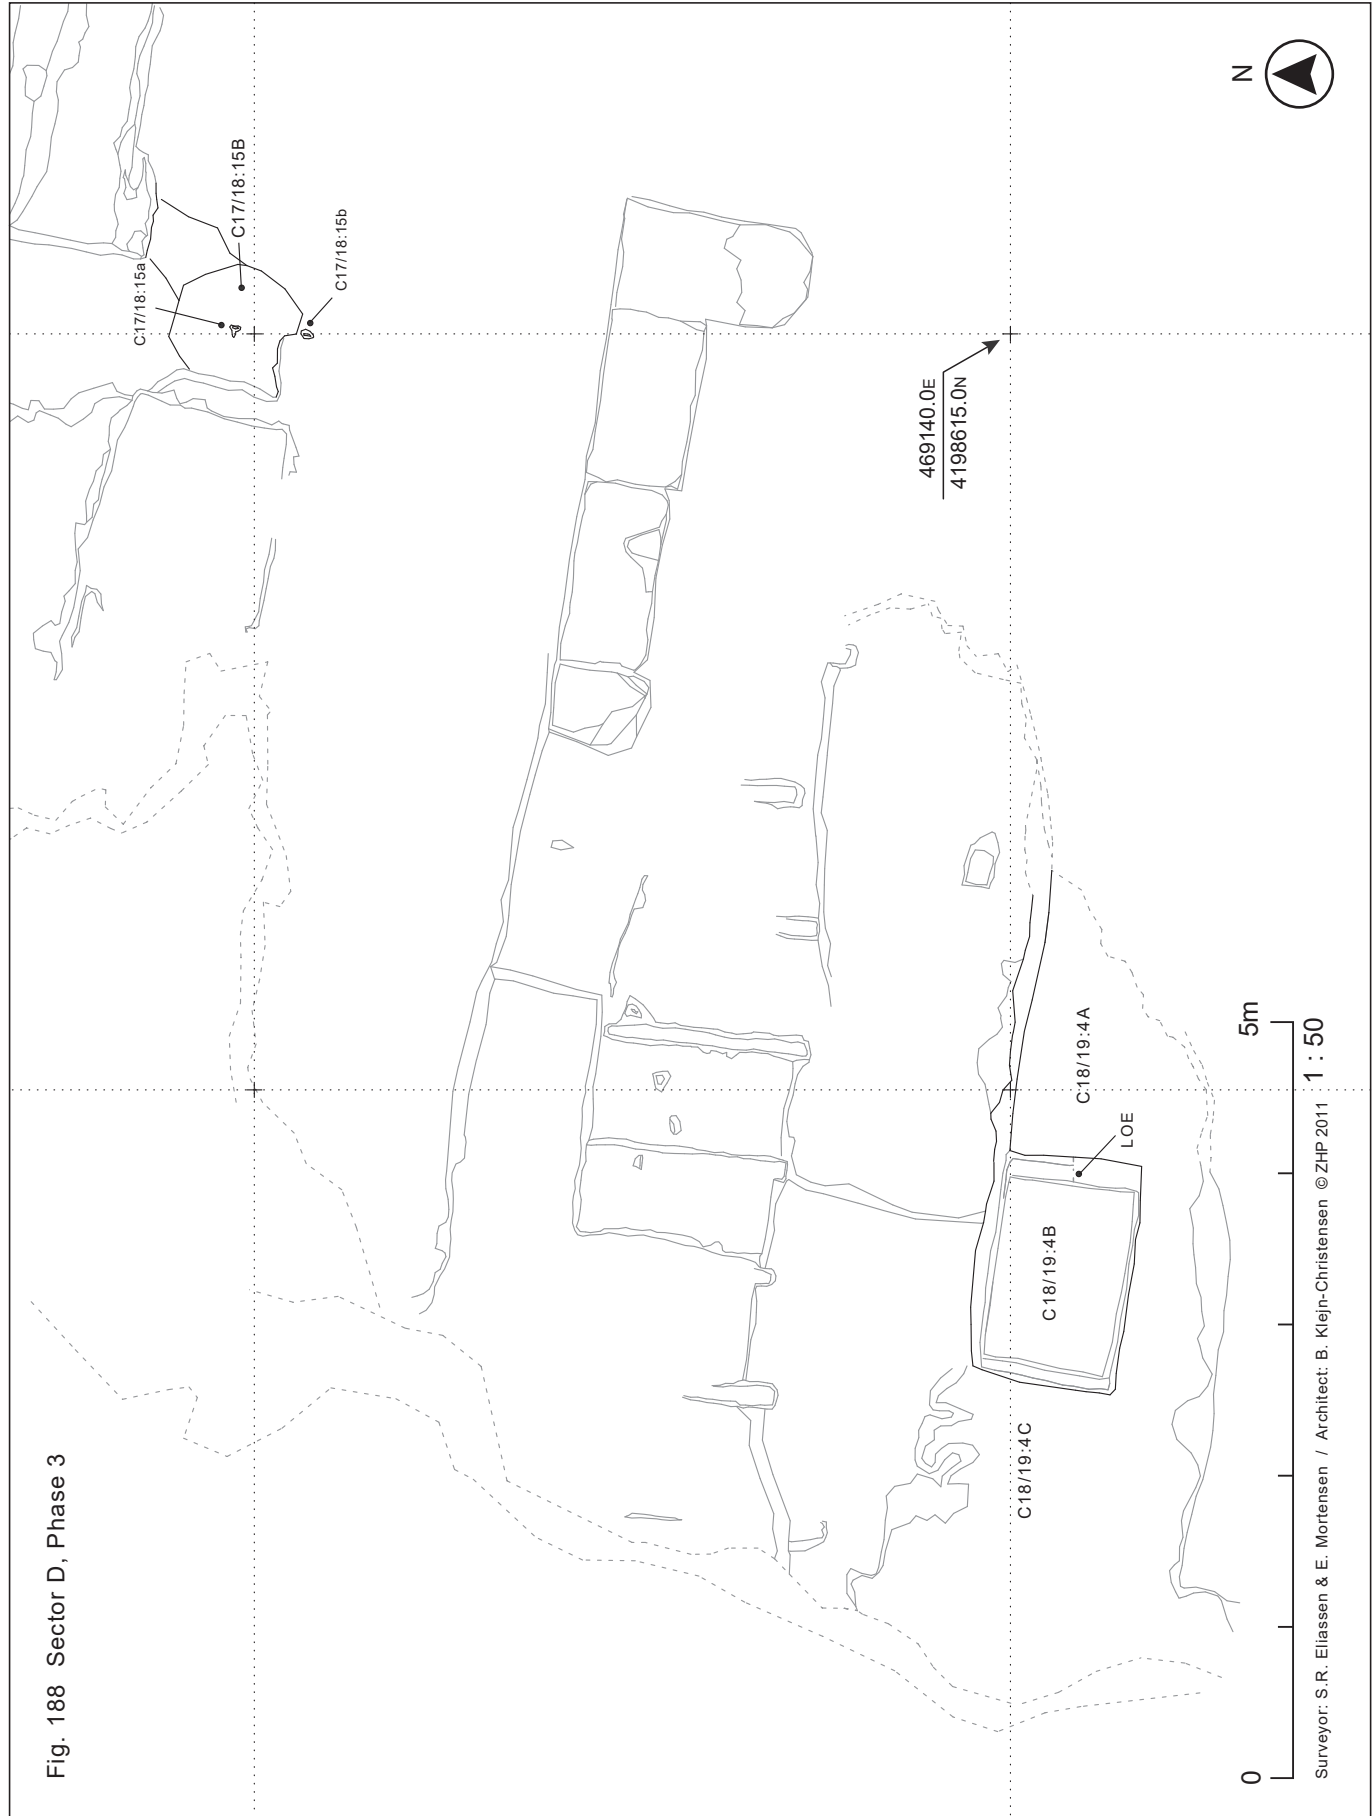 Fig. 188 Sector D, Phase 3
C17/18:15a
C17/18:15B
C17/18:15b
N
469140.0E
4198615.0N
C18/19:4A
LOE
C18/19:4B
C18/19:4C
0
5m
1 : 50
Surveyor: S.R. Eliassen & E. Mortensen / Architect: B. Klejn-Christensen © ZHP 2011